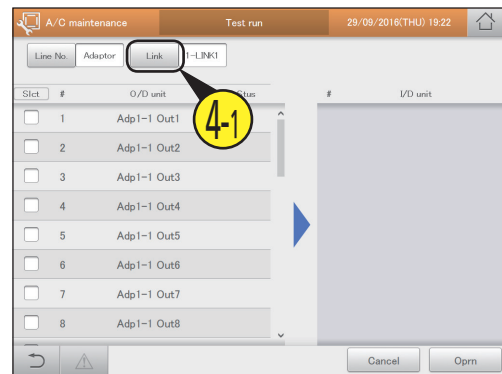 A/C maintenance Test run 29/09/2016(THU) 19:22
Line No. Adaptor Link 1-LINK1
4-1
Slct # O/D unit # I/D unit
1 Adp1-1 Out1
2 Adp1-1 Out2
3 Adp1-1 Out3
4 Adp1-1 Out4
5 Adp1-1 Out5
6 Adp1-1 Out6
7 Adp1-1 Out7
8 Adp1-1 Out8
Cancel Oprn